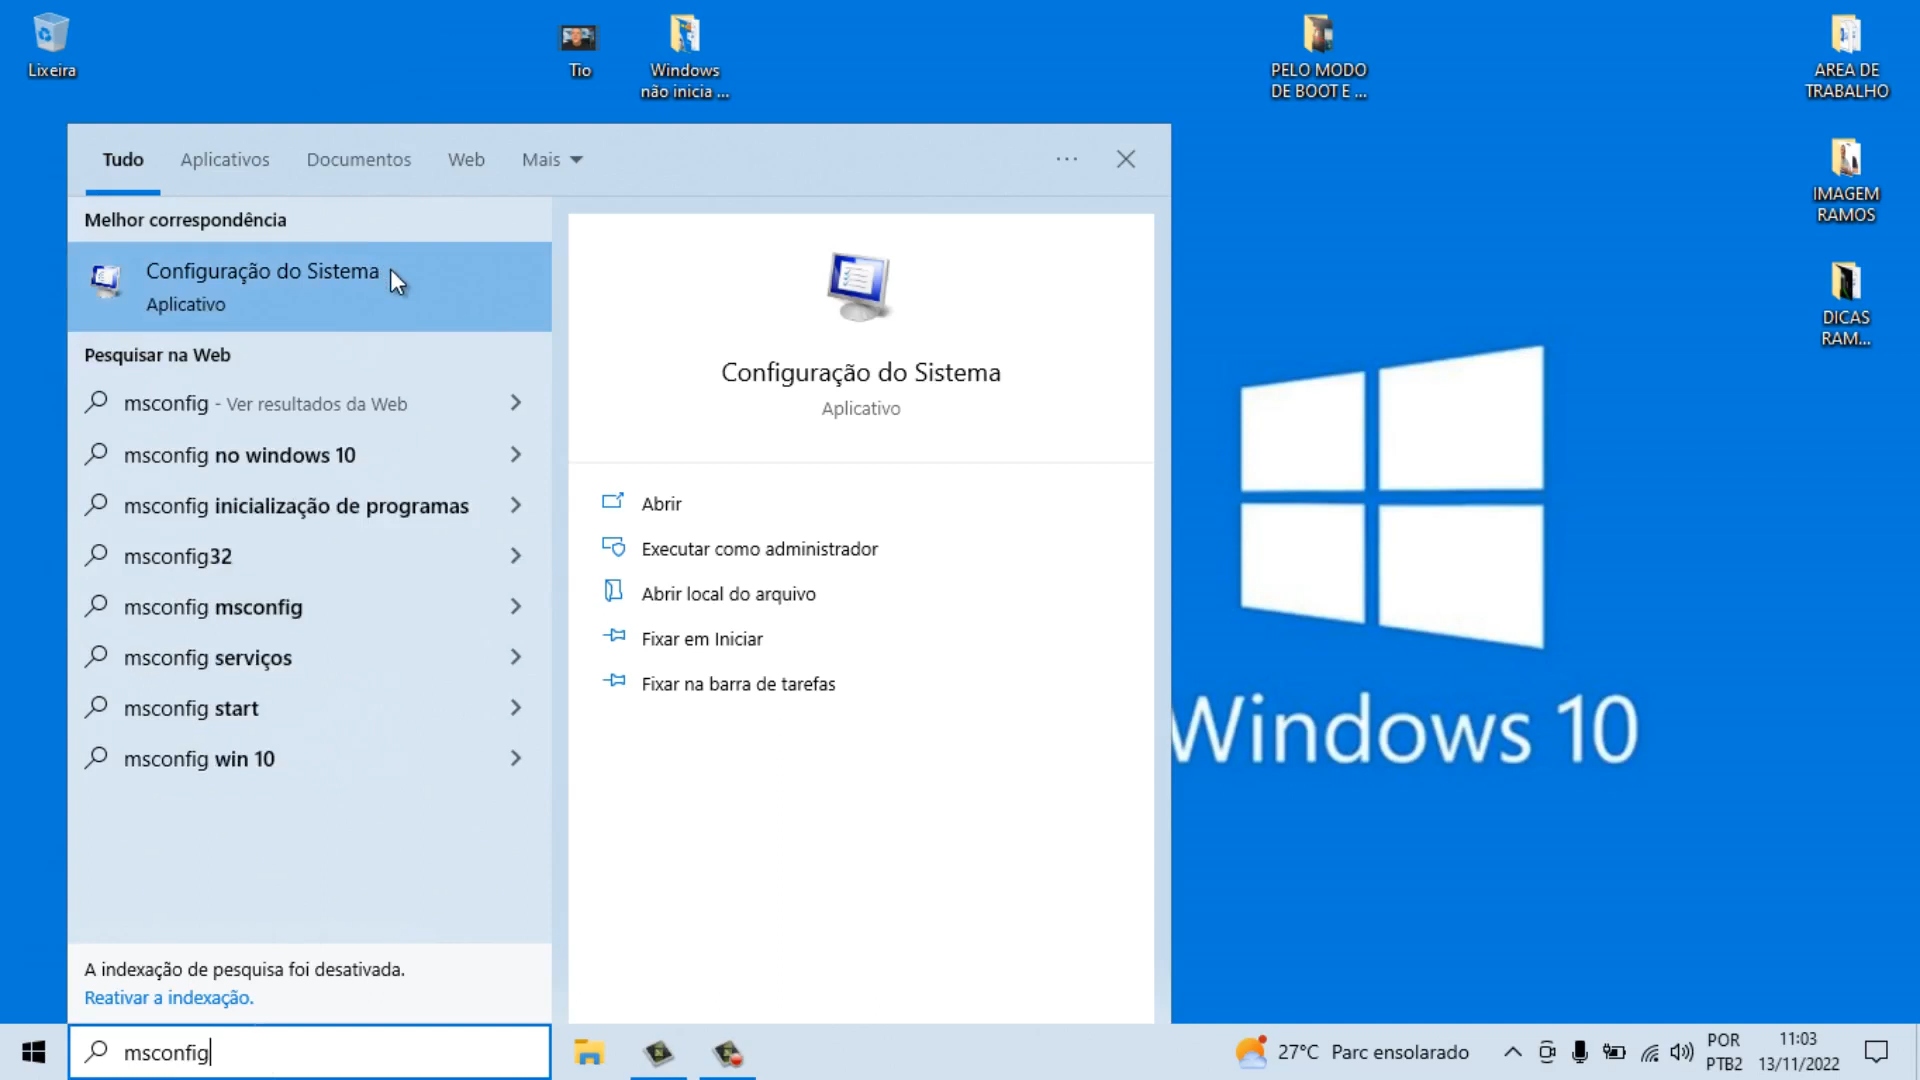 Lixeira
Tio
Windows
não inicia ...
PELO MODO
DE BOOT E ...
AREA DE
TRABALHO
IMAGEM
RAMOS
DICAS
RAM...
Tudo
Aplicativos
Documentos
Web
Mais
Melhor correspondência
Configuração do Sistema
Aplicativo
Pesquisar na Web
msconfig - Ver resultados da Web
msconfig no windows 10
msconfig inicialização de programas
msconfig32
msconfig msconfig
msconfig serviços
msconfig start
msconfig win 10
A indexação de pesquisa foi desativada.
Reativar a indexação.
Configuração do Sistema
Aplicativo
Abrir
Executar como administrador
Abrir local do arquivo
Fixar em Iniciar
Fixar na barra de tarefas
Windows 10
msconfig
27°C Parc ensolarado
POR
PTB2
11:03
13/11/2022